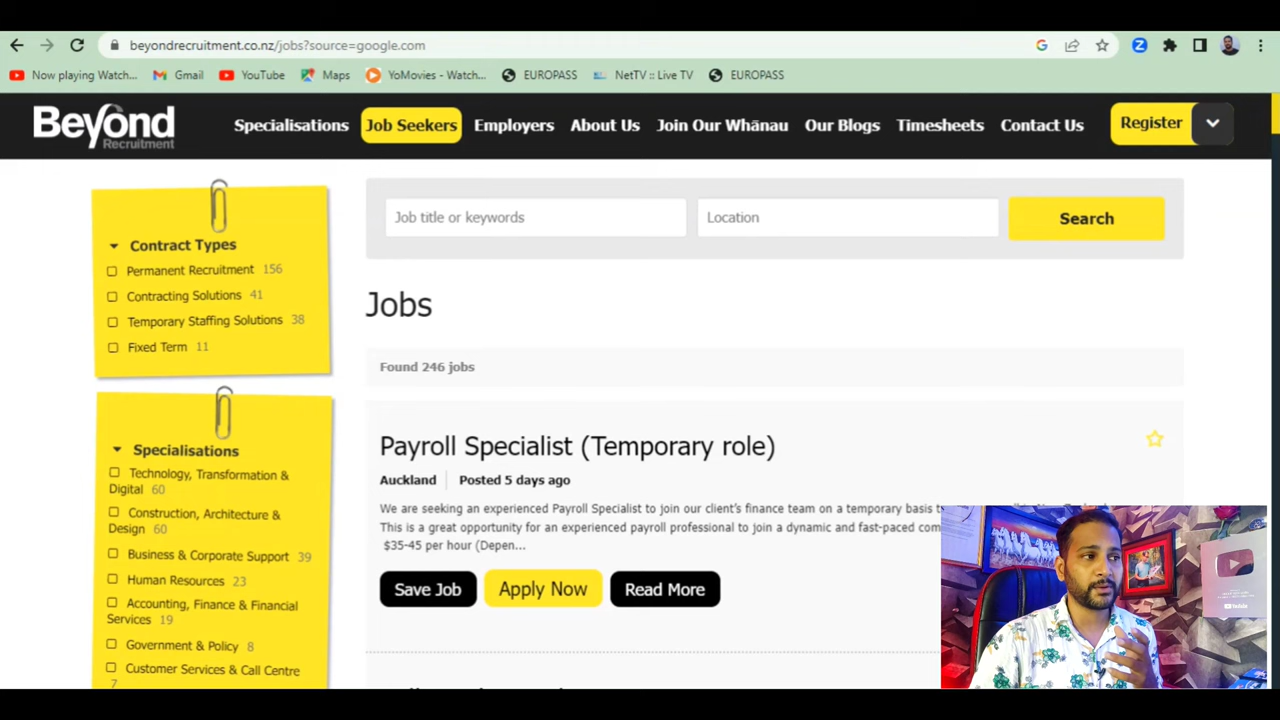 beyondrecruitment.co.nz/jobs?source=google.com
Now playing Watch... Gmail YouTube Maps YoMovies - Watch... EUROPASS NetTV :: Live TV EUROPASS
Beyond
Recruitment
Specialisations Job Seekers Employers About Us Join Our Whānau Our Blogs Timesheets Contact Us Register
Job title or keywords Location Search
Contract Types
Permanent Recruitment 156
Contracting Solutions 41
Temporary Staffing Solutions 38
Fixed Term 11
Specialisations
Technology, Transformation &
Digital 60
Construction, Architecture &
Design 60
Business & Corporate Support 39
Human Resources 23
Accounting, Finance & Financial
Services 19
Government & Policy 8
Customer Services & Call Centre
7
Jobs
Found 246 jobs
Payroll Specialist (Temporary role)
Auckland Posted 5 days ago
We are seeking an experienced Payroll Specialist to join our client's finance team on a temporary basis
This is a great opportunity for an experienced payroll professional to join a dynamic and fast-paced com
$35-45 per hour (Depen...
Save Job Apply Now Read More
YouTube